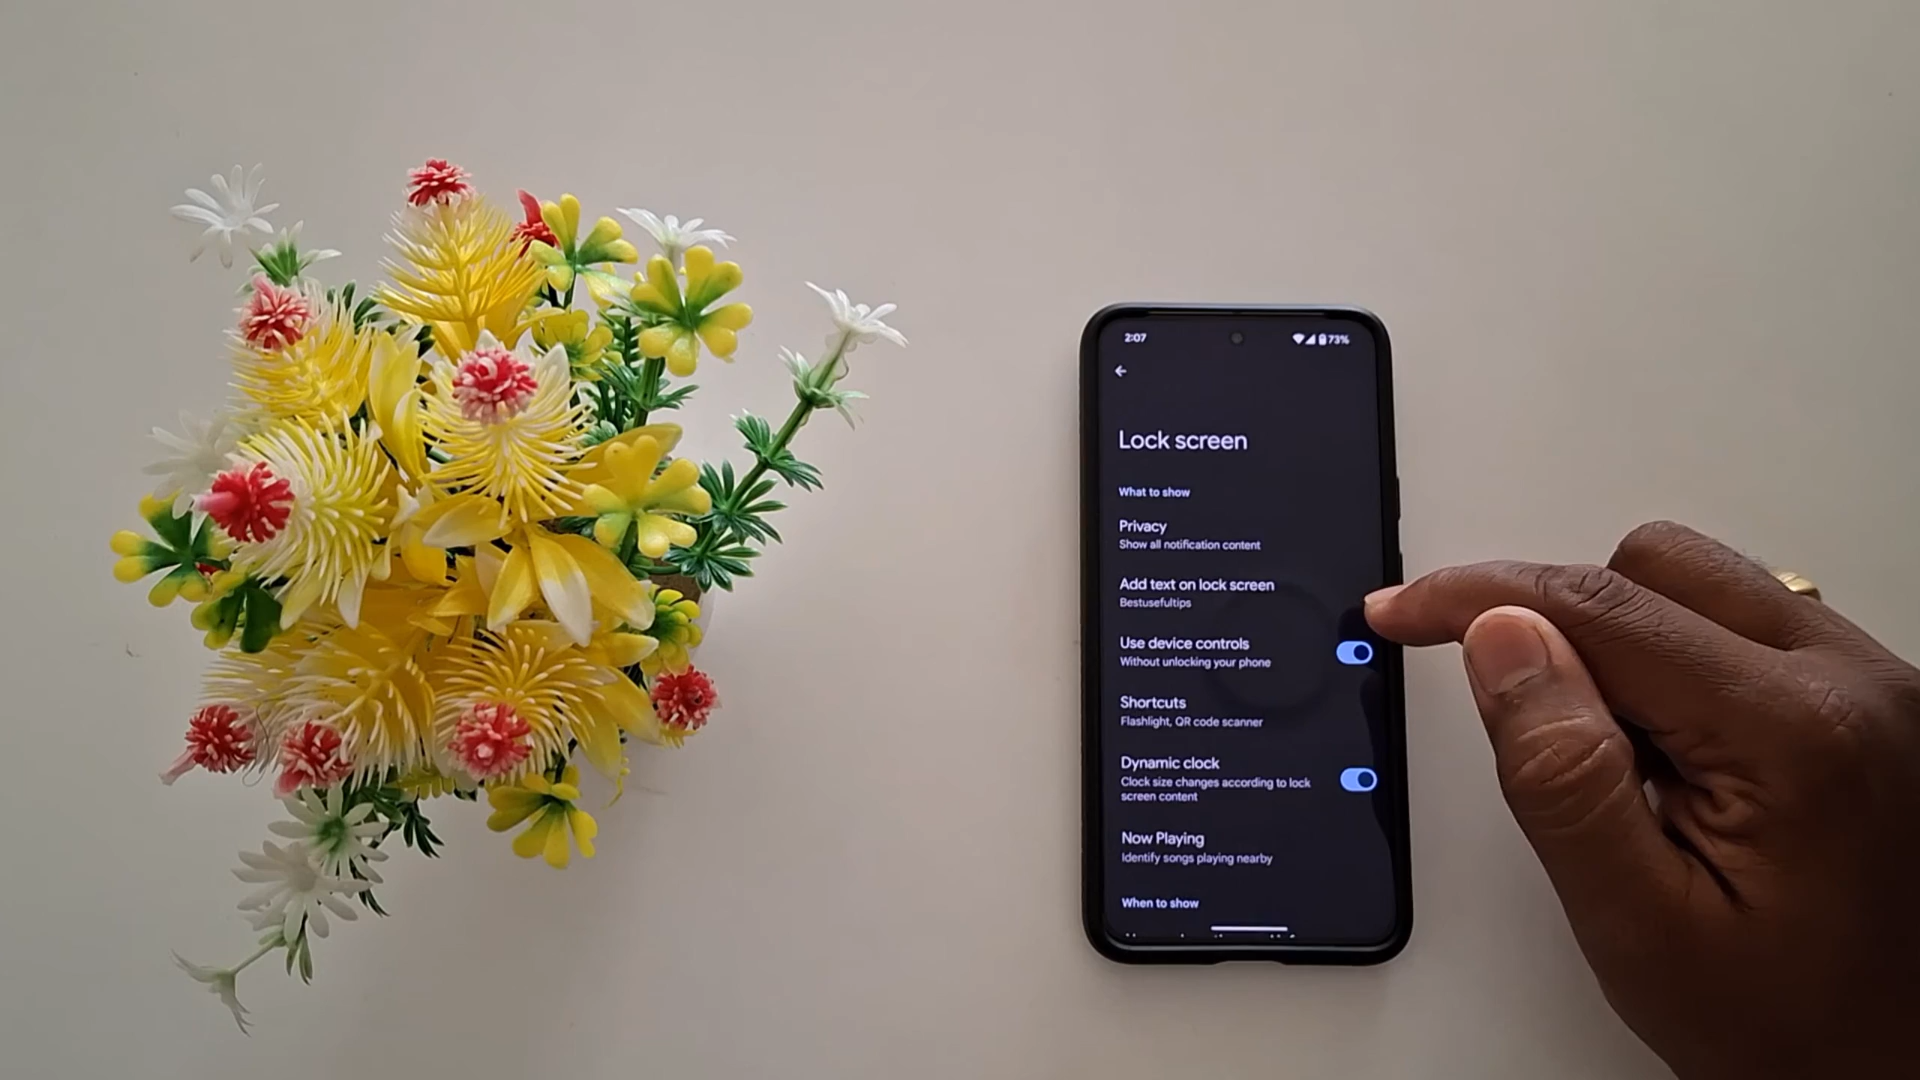 2:07
73%
Lock screen
What to show
Privacy
Show all notification content
Add text on lock screen
Bestusefultips
Use device controls
Without unlocking your phone
Shortcuts
Flashlight, QR code scanner
Dynamic clock
Clock size changes according to lock
screen content
Now Playing
Identify songs playing nearby
When to show